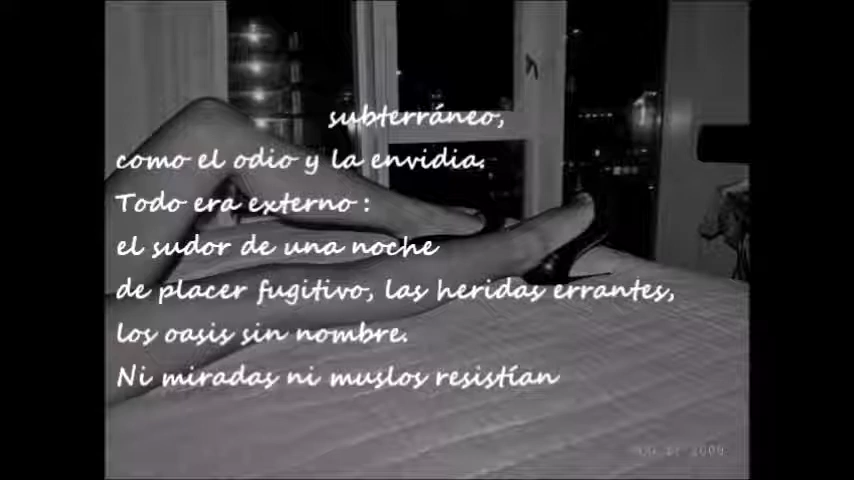 subterráneo,
como el odio y la envidia.
Todo era externo :
el sudor de una noche
de placer fugitivo, las heridas errantes,
los oasis sin nombre.
Ni miradas ni muslos resistían